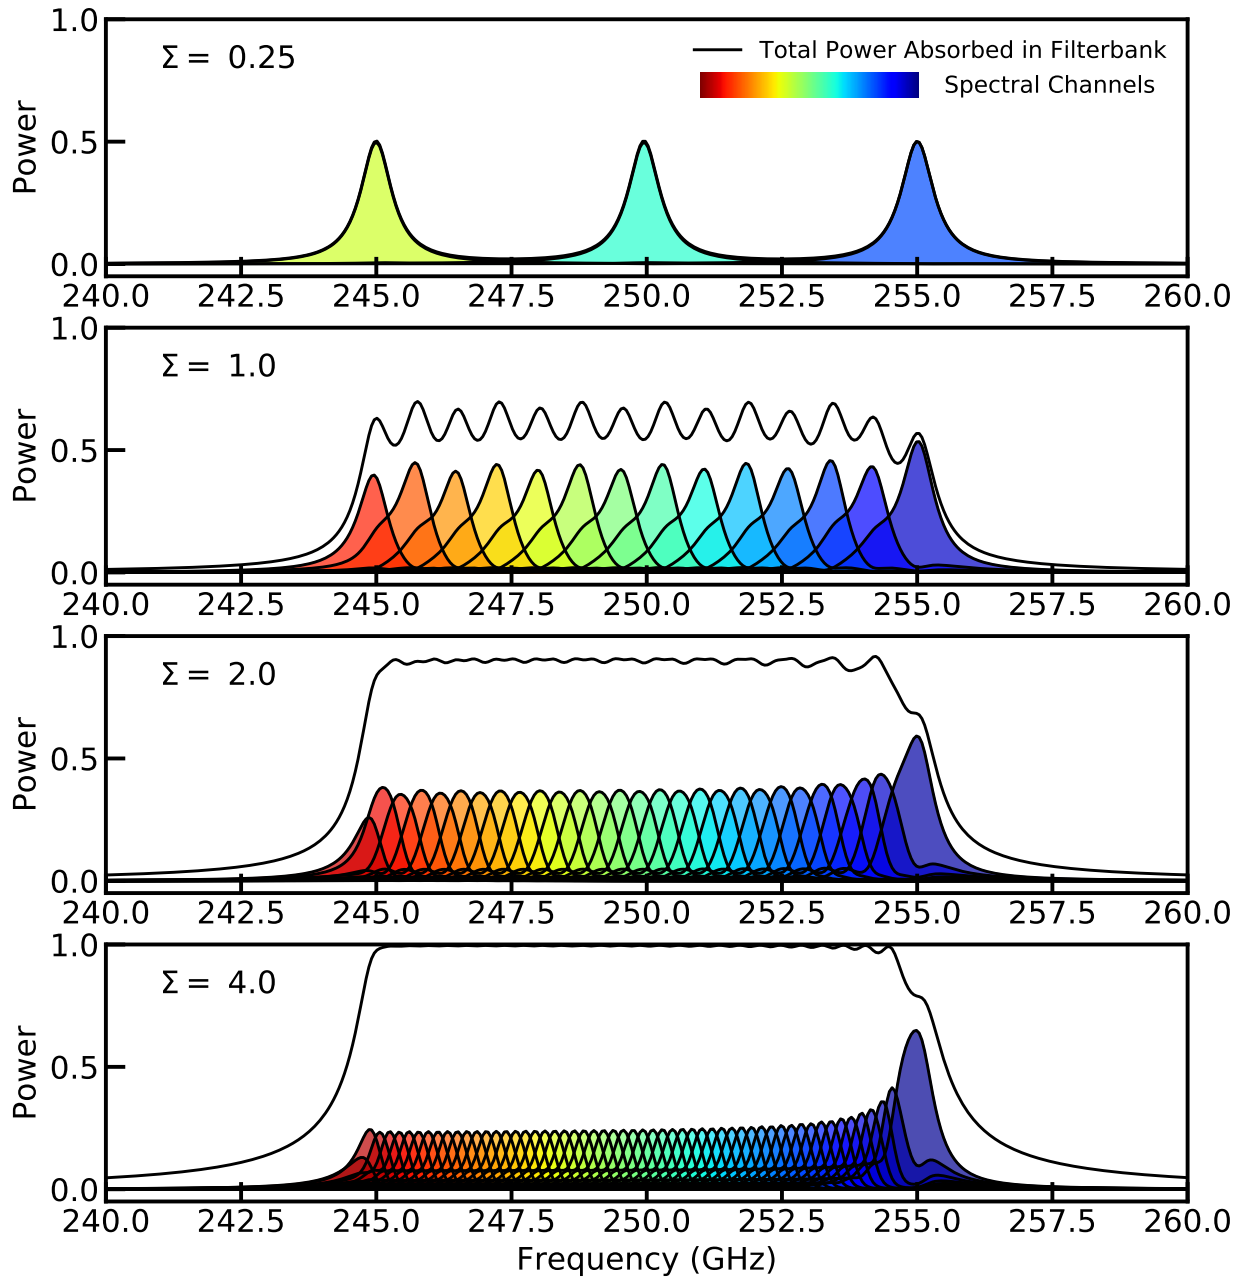 1.0
Σ = 0.25
Total Power Absorbed in Filterbank
Spectral Channels
Power
0.5
0.0
240.0 242.5 245.0 247.5 250.0 252.5 255.0 257.5 260.0
1.0
Σ = 1.0
Power
0.5
0.0
240.0 242.5 245.0 247.5 250.0 252.5 255.0 257.5 260.0
1.0
Σ = 2.0
Power
0.5
0.0
240.0 242.5 245.0 247.5 250.0 252.5 255.0 257.5 260.0
1.0
Σ = 4.0
Power
0.5
0.0
240.0 242.5 245.0 247.5 250.0 252.5 255.0 257.5 260.0
Frequency (GHz)